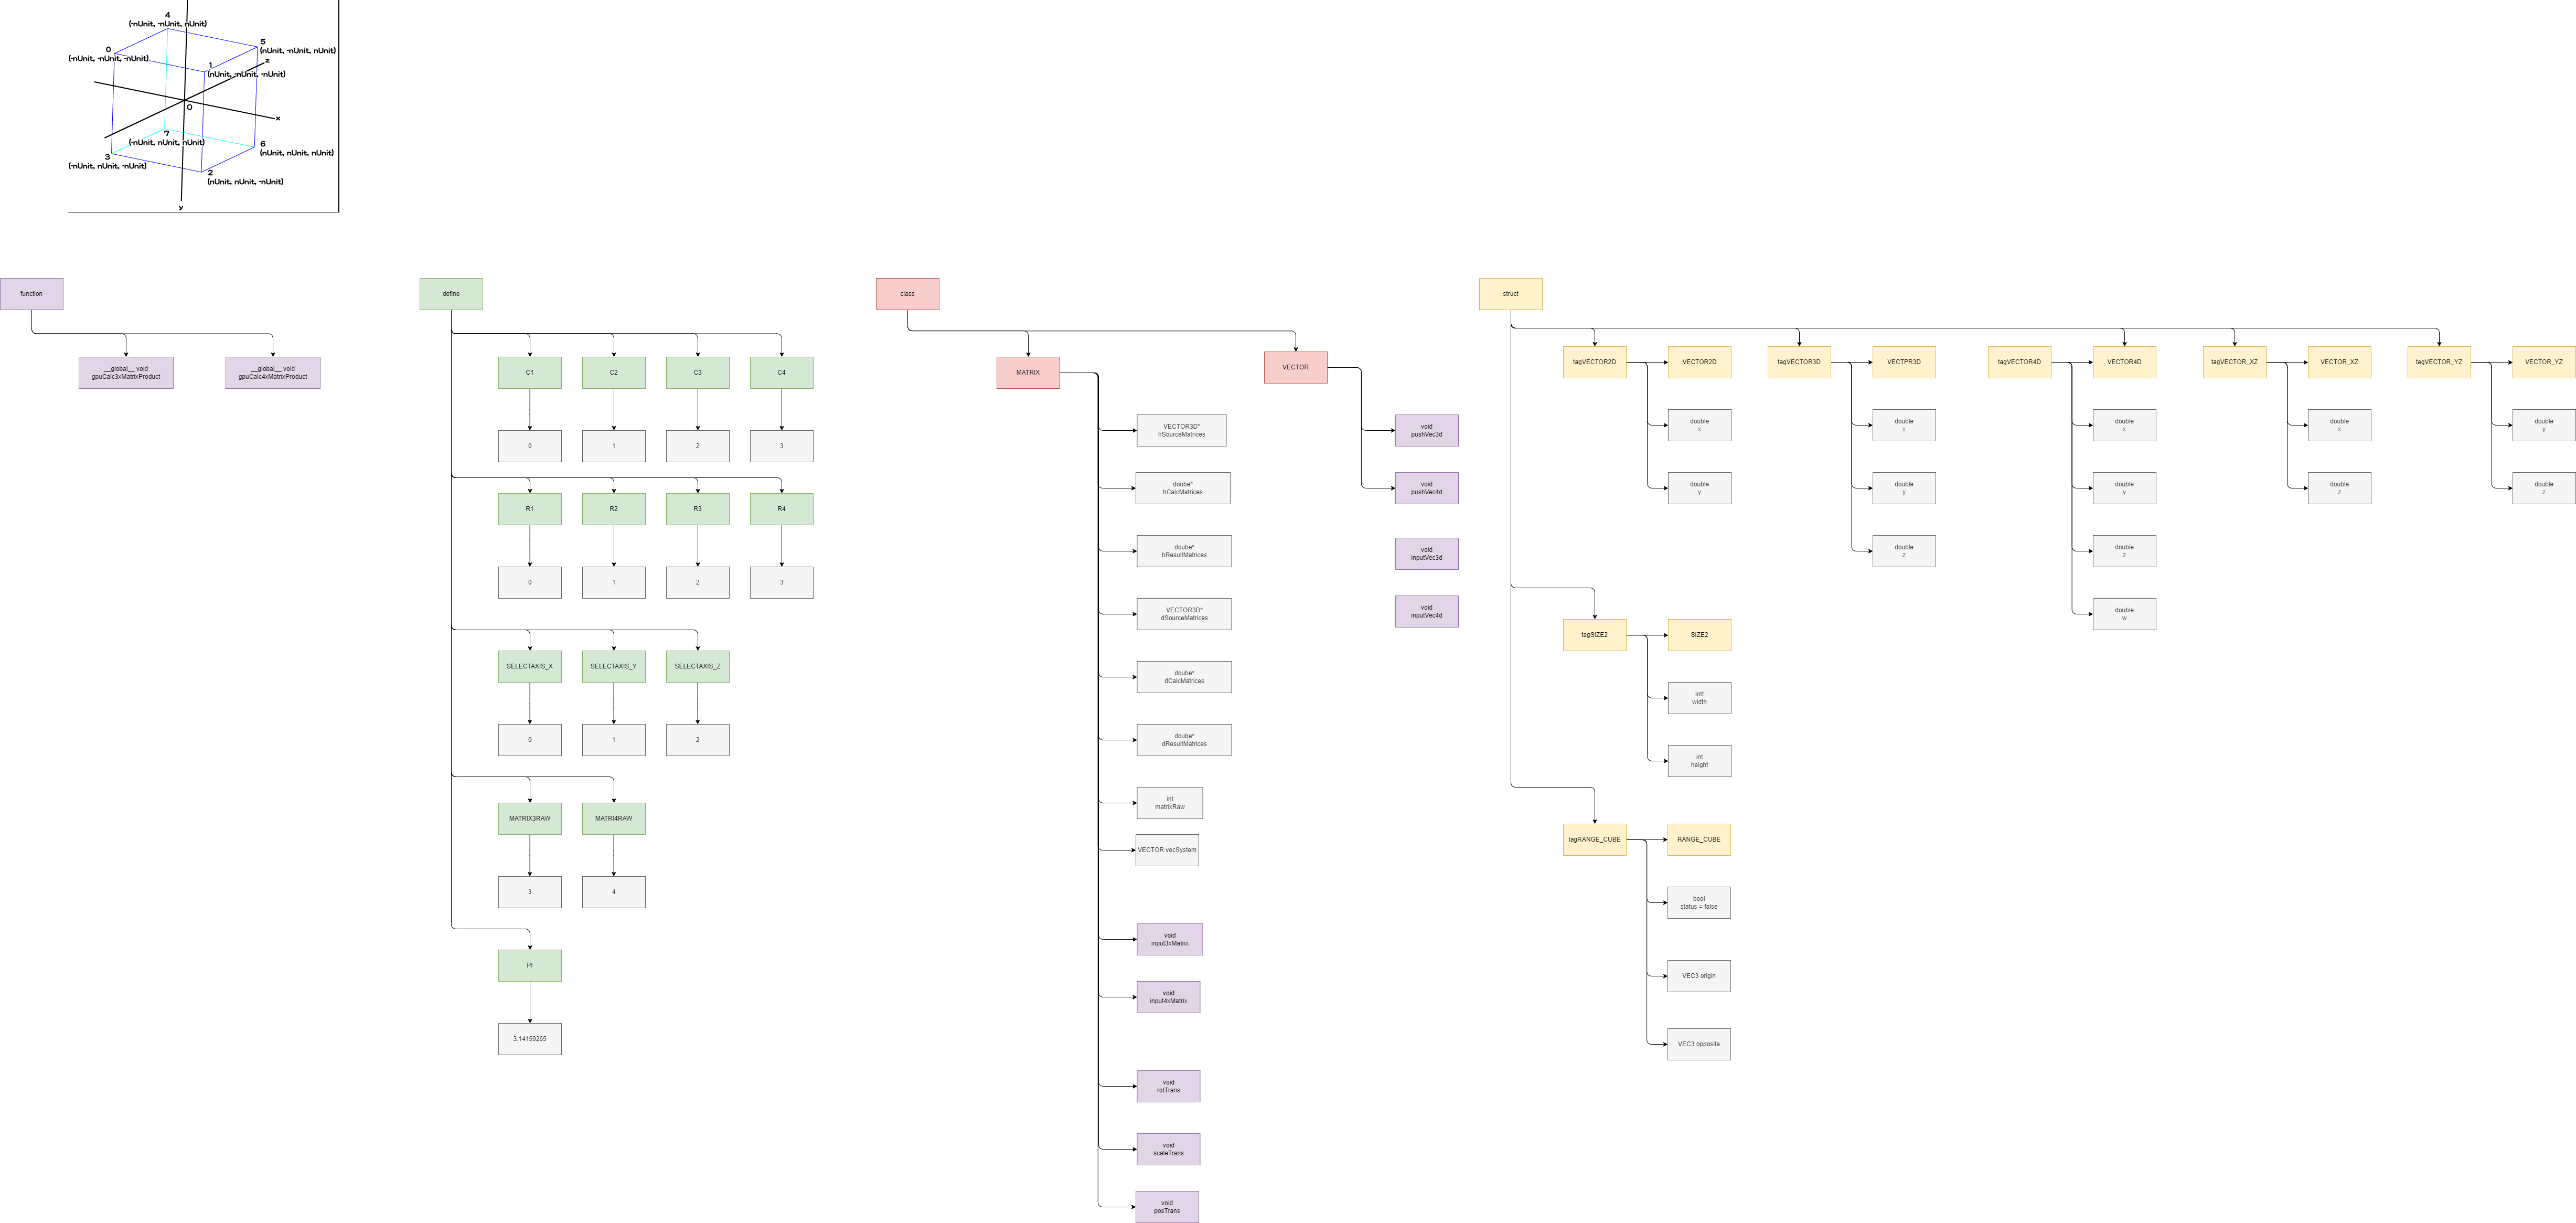 4
(-nUnit, -nUnit, nUnit)
5
(nUnit, -nUnit, nUnit)
0
(-nUnit, -nUnit, -nUnit)
1
(nUnit, -nUnit, -nUnit)
z
O
x
7
(-nUnit, nUnit, nUnit)
6
(nUnit, nUnit, nUnit)
3
(-nUnit, nUnit, -nUnit)
2
(nUnit, nUnit, -nUnit)
y
function
__global__ void
gpuCalc3xMatrixProduct
__global__ void
gpuCalc4xMatrixProduct
define
C1
C2
C3
C4
0
1
2
3
R1
R2
R3
R4
0
1
2
3
SELECTAXIS_X
SELECTAXIS_Y
SELECTAXIS_Z
0
1
2
MATRIX3RAW
MATRI4RAW
3
4
PI
3.14159265
class
MATRIX
VECTOR3D*
hSourceMatrices
doube*
hCalcMatrices
doube*
hResultMatrices
VECTOR3D*
dSourceMatrices
doube*
dCalcMatrices
doube*
dResultMatrices
int
matrixRaw
VECTOR vecSystem
void
input3xMatrix
void
input4xMatrix
void
rotTrans
void
scaleTrans
void
posTrans
VECTOR
void
pushVec3d
void
pushVec4d
void
inputVec3d
void
inputVec4d
struct
tagVECTOR2D
VECTOR2D
double
x
double
y
tagVECTOR3D
VECTPR3D
double
x
double
y
double
z
tagVECTOR4D
VECTOR4D
double
x
double
y
double
z
double
w
tagVECTOR_XZ
VECTOR_XZ
double
x
double
z
tagVECTOR_YZ
VECTOR_YZ
double
y
double
z
tagSIZE2
SIZE2
intt
width
int
height
tagRANGE_CUBE
RANGE_CUBE
bool
status = false
VEC3 origin
VEC3 opposite